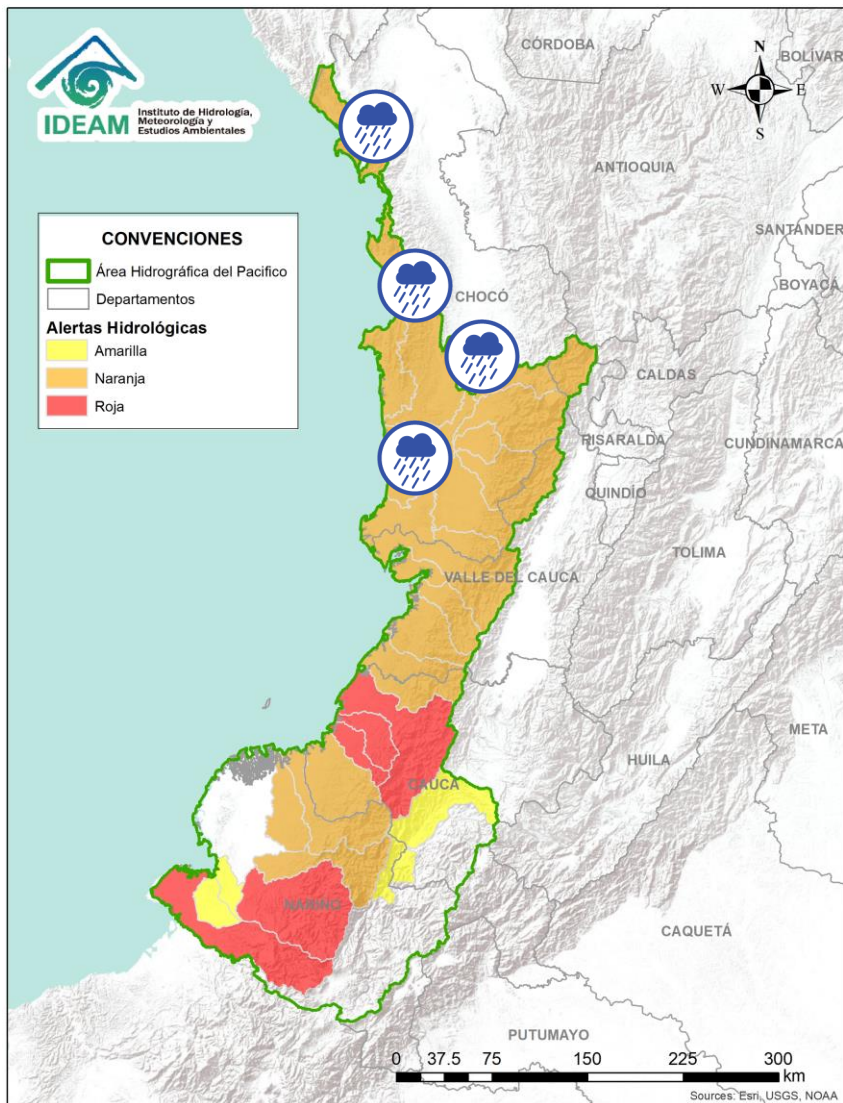 IDEAM
Instituto de Hidrología,
Meteorología y
Estudios Ambientales
CÓRDOBA
BOLÍVAR
N
W
E
S
ANTIOQUIA
SANTANDER
BOYACÁ
CONVENCIONES
Área Hidrográfica del Pacifico
Departamentos
Alertas Hidrológicas
Amarilla
Naranja
Roja
CHOCÓ
CALDAS
RISARALDA
CUNDINAMARCA
QUINDÍO
TOLIMA
VALLE DEL CAUCA
META
HUILA
CAUCA
NARIÑO
CAQUETÁ
PUTUMAYO
0 37.5 75 150 225 300
km
Sources: Esri, USGS, NOAA